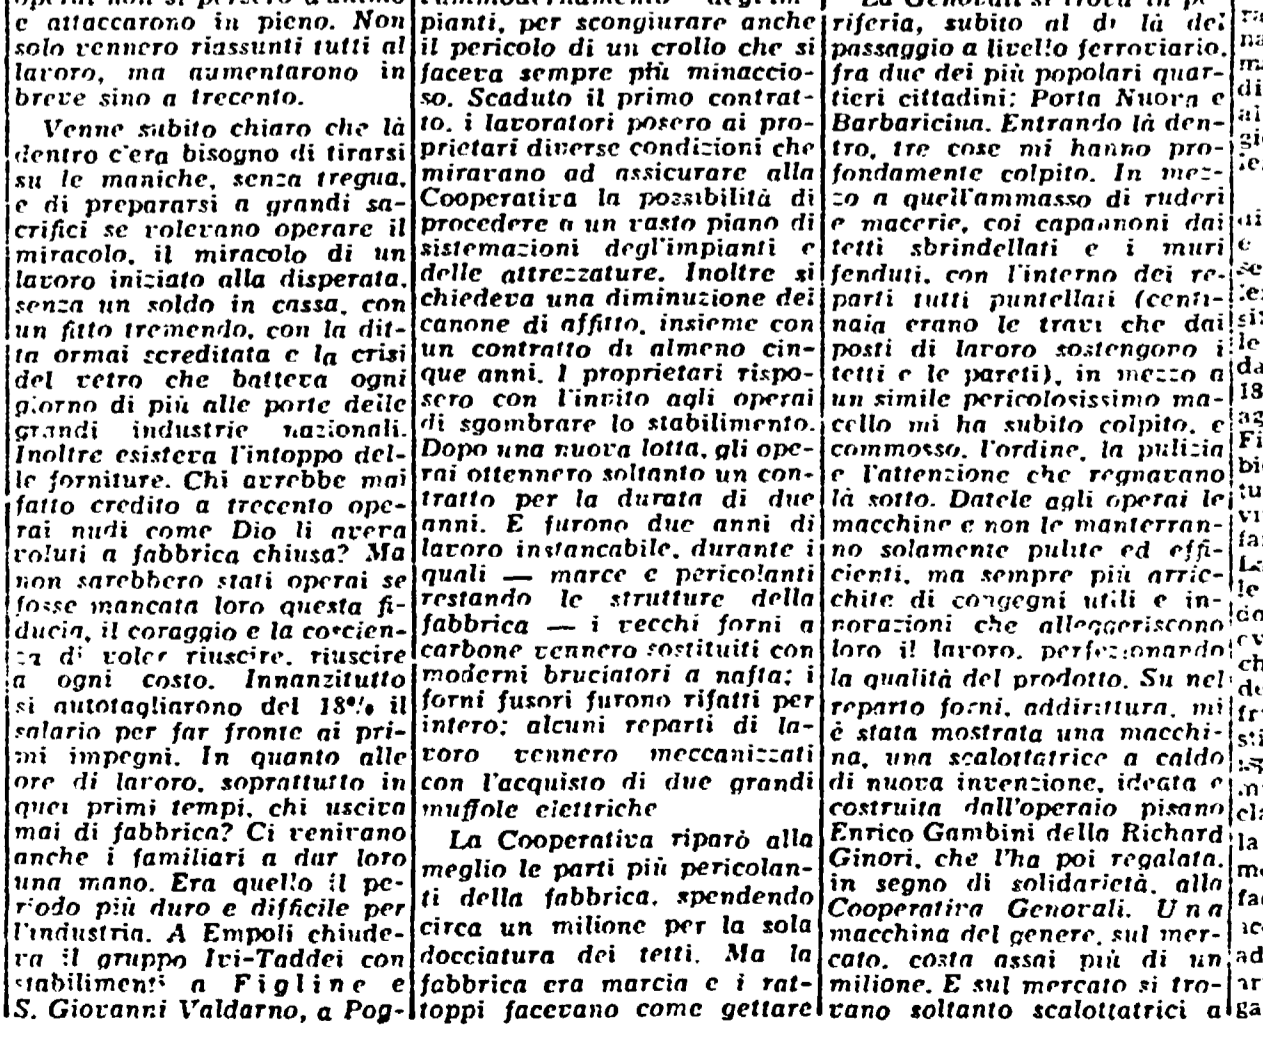 e attaccarono in pieno. Non
solo vennero riassunti tutti al
lavoro, ma aumentarono in
breve sino a trecento.
Venne subito chiaro che là
dentro c'era bisogno di tirarsi
su le maniche, senza tregua,
e di prepararsi a grandi sa-
crifici se volevano operare il
miracolo, il miracolo di un
lavoro iniziato alla disperata,
senza un soldo in cassa, con
un fitto tremendo, con la dit-
ta ormai screditata e la crisi
del vetro che batteva ogni
giorno di più alle porte delle
grandi industrie nazionali.
Inoltre esisteva l'intoppo del-
le forniture. Chi avrebbe mai
fatto credito a trecento ope-
rai nudi come Dio li aveva
voluti a fabbrica chiusa? Ma
non sarebbero stati operai se
fosse mancata loro questa fi-
ducia, il coraggio e la coscien-
za di voler riuscire, riuscire
a ogni costo. Innanzitutto
si autotagliarono del 18% il
salario per far fronte ai pri-
mi impegni. In quanto alle
ore di lavoro, soprattutto in
quei primi tempi, chi usciva
mai di fabbrica? Ci venivano
anche i familiari a dar loro
una mano. Era quello il pe-
riodo più duro e difficile per
l'industria. A Empoli chiude-
va il gruppo Ivi-Taddei con
stabilimenti a Figline e
S. Giovanni Valdarno, a Pog-
pianti, per scongiurare anche
il pericolo di un crollo che si
faceva sempre più minaccio-
so. Scaduto il primo contrat-
to, i lavoratori posero ai pro-
prietari diverse condizioni che
miravano ad assicurare alla
Cooperativa la possibilità di
procedere a un vasto piano di
sistemazioni degl'impianti e
delle attrezzature. Inoltre si
chiedeva una diminuzione dei
canone di affitto, insieme con
un contratto di almeno cin-
que anni. I proprietari rispo-
sero con l'invito agli operai
di sgombrare lo stabilimento.
Dopo una nuova lotta, gli ope-
rai ottennero soltanto un con-
tratto per la durata di due
anni. E furono due anni di
lavoro instancabile, durante i
quali — marce e pericolanti
restando le strutture della
fabbrica — i vecchi forni a
carbone vennero sostituiti con
moderni bruciatori a nafta; i
forni fusori furono rifatti per
intero; alcuni reparti di la-
voro vennero meccanizzati
con l'acquisto di due grandi
muffole elettriche
La Cooperativa riparò alla
meglio le parti più pericolan-
ti della fabbrica, spendendo
circa un milione per la sola
docciatura dei tetti. Ma la
fabbrica era marcia e i rat-
toppi facevano come gettare
La Genovali si trova in pe-
riferia, subito al di là del
passaggio a livello ferroviario,
fra due dei più popolari quar-
tieri cittadini: Porta Nuova e
Barbaricina. Entrando là den-
tro, tre cose mi hanno pro-
fondamente colpito. In mez-
zo a quell'ammasso di ruderi
e macerie, coi capannoni dai
tetti sbrindellati e i muri
fenduti, con l'interno dei re-
parti tutti puntellati (centi-
naia erano le travi che dai
posti di lavoro sostengono i
tetti e le pareti), in mezzo a
un simile pericolosissimo ma-
cello mi ha subito colpito, e
commosso, l'ordine, la pulizia
e l'attenzione che regnavano
là sotto. Datele agli operai le
macchine e non le manterran-
no solamente pulite ed effi-
cienti, ma sempre più arric-
chite di congegni utili e in-
novazioni che alleggeriscono
loro il lavoro, perfezionando
la qualità del prodotto. Su nel
reparto forni, addirittura, mi
è stata mostrata una macchi-
na, una scalottatrice a caldo
di nuova invenzione, ideata e
costruita dall'operaio pisano
Enrico Gambini della Richard
Ginori, che l'ha poi regalata,
in segno di solidarietà, alla
Cooperativa Genovali. Una
macchina del genere, sul mer-
cato, costa assai più di un
milione. E sul mercato si tro-
vano soltanto scalottatrici a